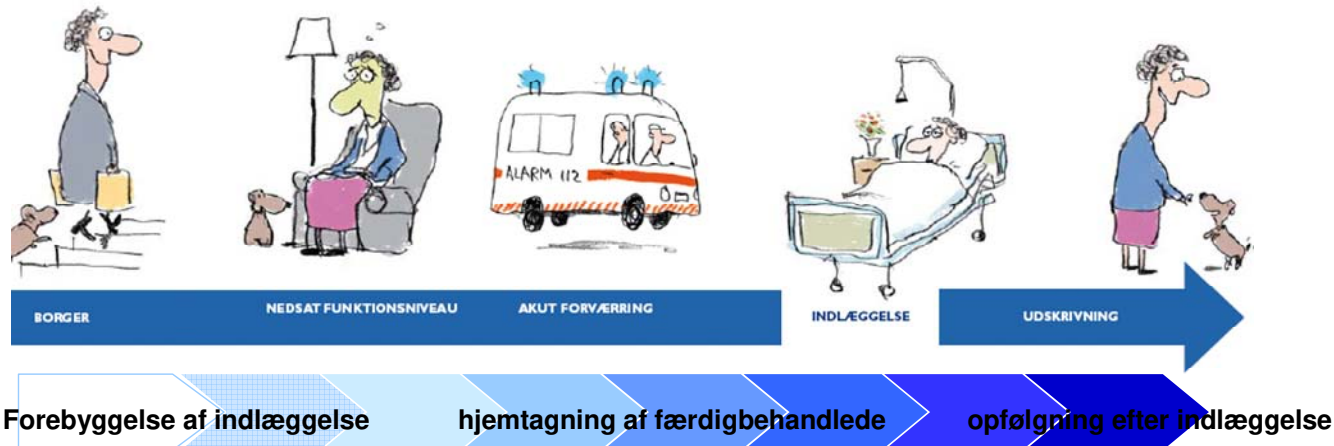 ALARM 112
BORGER
NEDSAT FUNKTIONSNIVEAU
AKUT FORVÆRRING
INDLÆGGELSE
UDSKRIVNING
Forebyggelse af indlæggelse
hjemtagning af færdigbehandlede
opfølgning efter indlæggelse